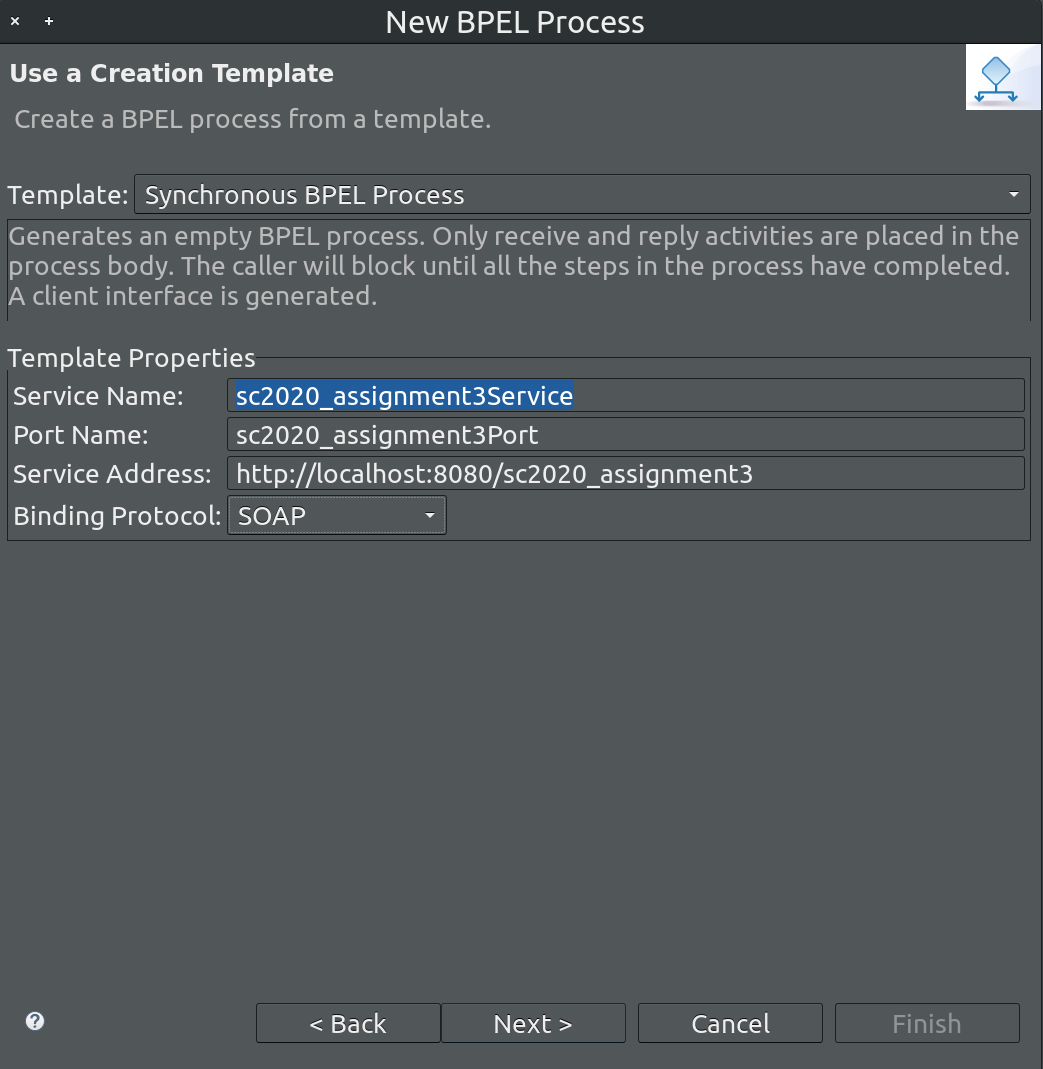 New BPEL Process
Use a Creation Template
Create a BPEL process from a template.
Template: Synchronous BPEL Process
Generates an empty BPEL process. Only receive and reply activities are placed in the
process body. The caller will block until all the steps in the process have completed.
A client interface is generated.
Template Properties
Service Name: sc2020_assignment3Service
Port Name: sc2020_assignment3Port
Service Address: http://localhost:8080/sc2020_assignment3
Binding Protocol: SOAP
< Back Next > Cancel Finish